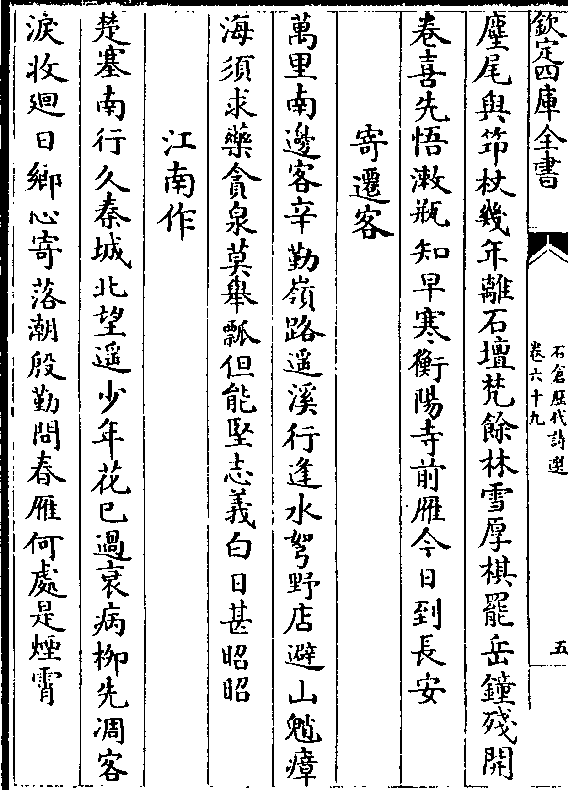 欽定四庫全書
石倉歷代詩選
卷六十九
五
麈尾與筇杖幾年離石壇梵餘林雪厚棋罷岳鐘殘開
卷喜先悟漱瓶知早寒衡陽寺前雁今日到長安
寄遷客
萬里南邊客辛勤嶺路遥溪行逢水弩野店避山魈瘴
海須求藥貪泉莫舉瓢但能堅志義白日甚昭昭
江南作
楚塞南行久秦城北望遥少年花已過衰病柳先凋客
淚收迴日鄉心寄落潮殷勤問春雁何處是煙霄